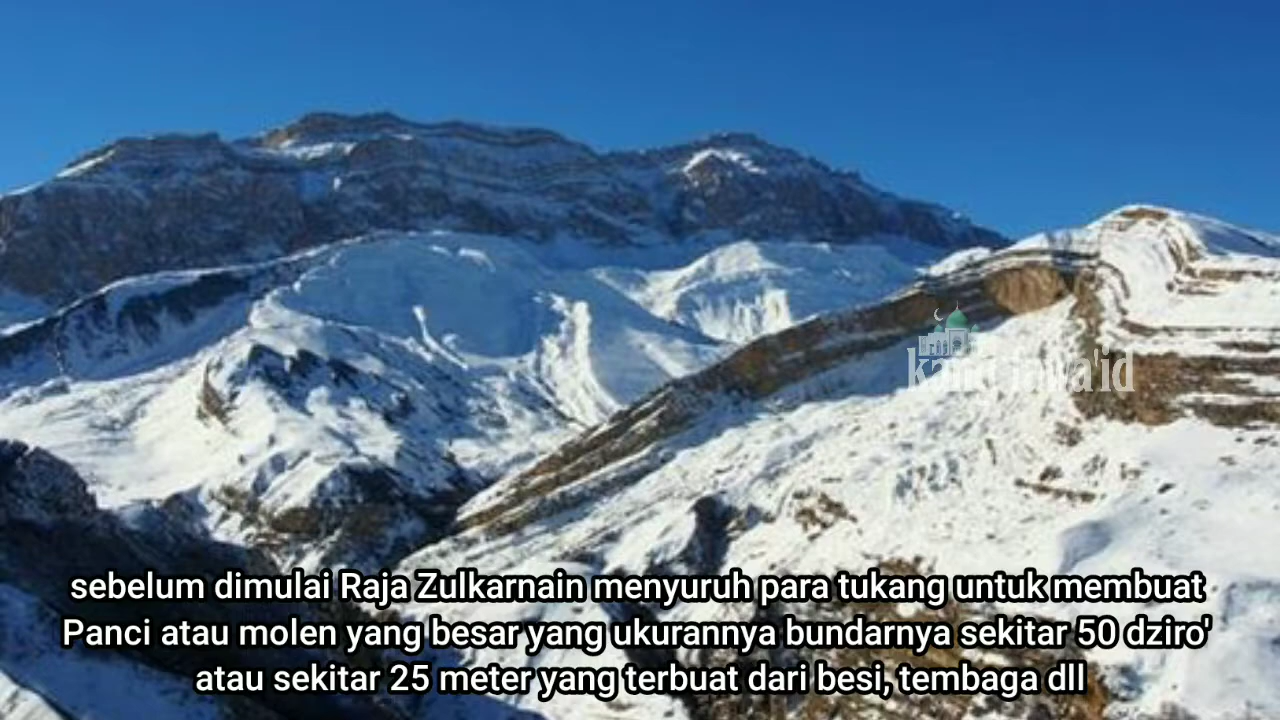 sebelum dimulai Raja Zulkarnain menyuruh para tukang untuk membuat
Panci atau molen yang besar yang ukurannya bundarnya sekitar 50 dziro'
atau sekitar 25 meter yang terbuat dari besi, tembaga dll